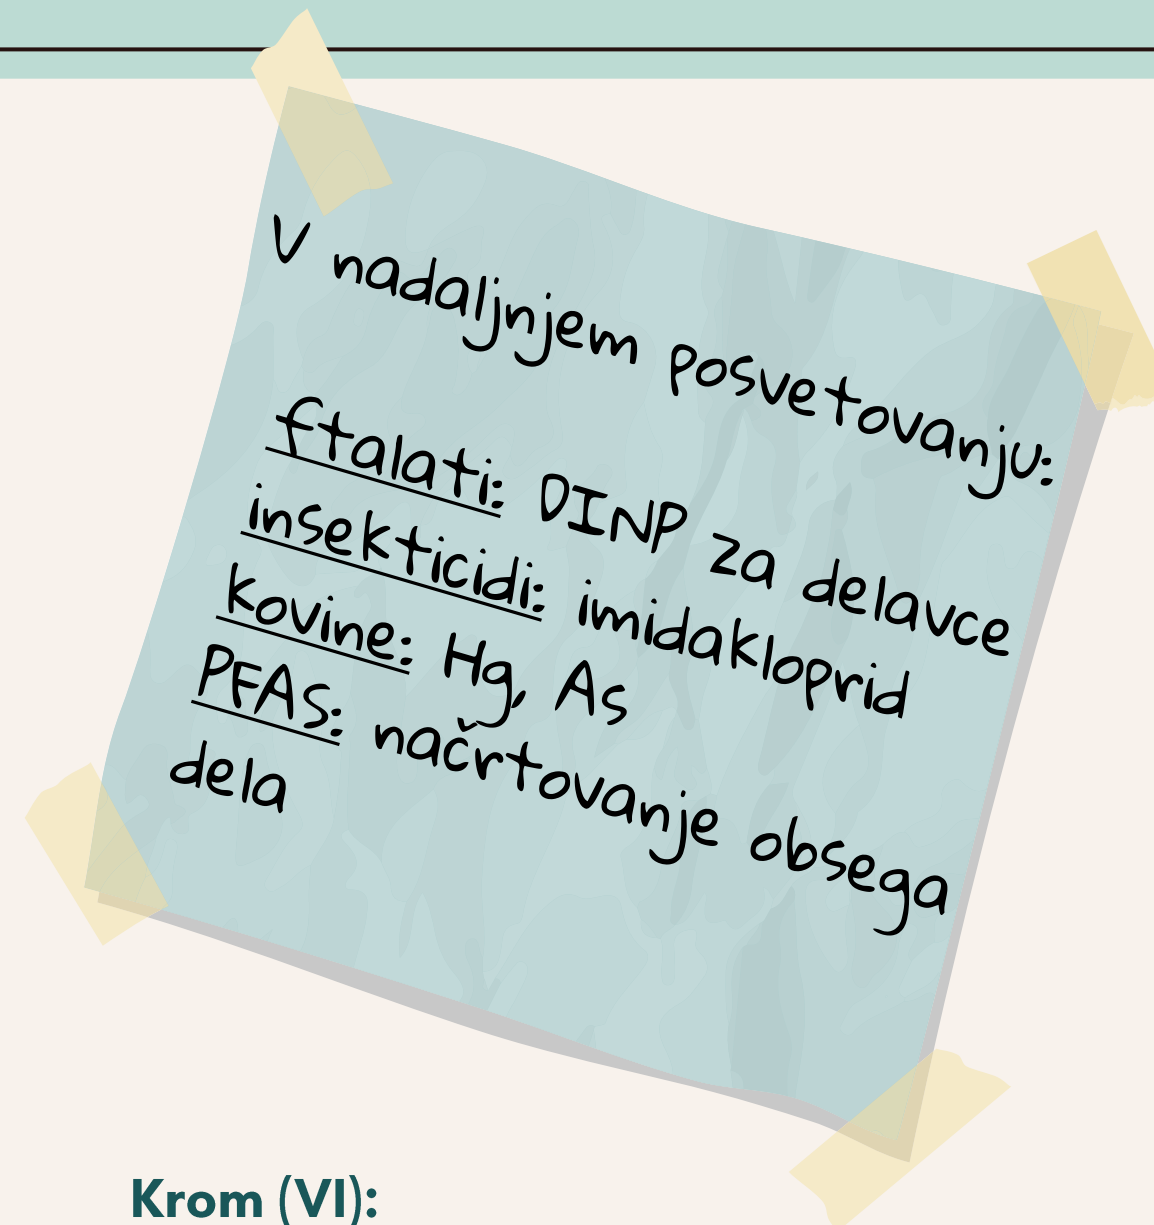 V nadaljnjem posvetovanju:
ftalati: DINP za delavce
insekticidi: imidakloprid
kovine: Hg, As
PFAS: načrtovanje obsega
dela
Krom (VI):